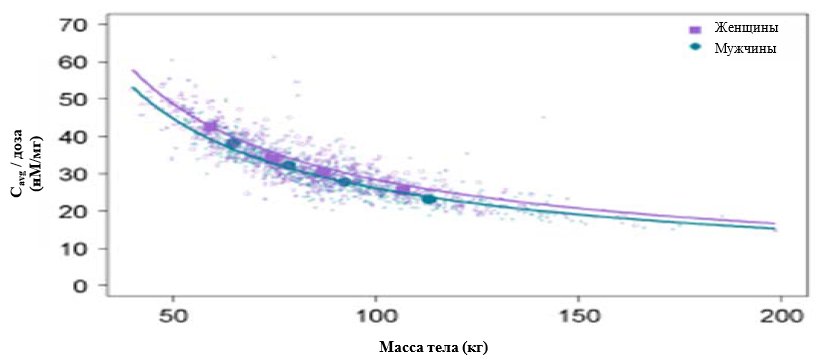 70
60
50
40
30
20
10
0
C avg / доза
(нМ/мг)
Женщины
Мужчины
50 100 150 200
Масса тела (кг)